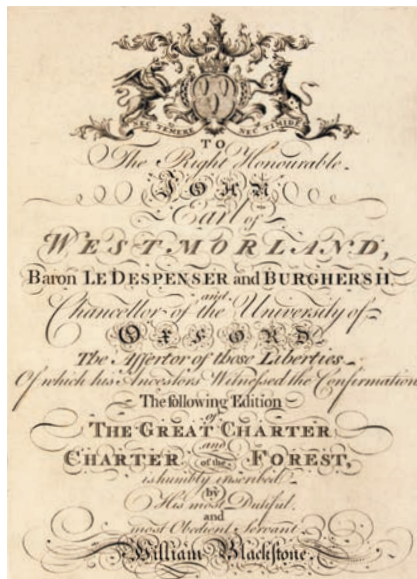 NEC TEMERE NEC TIMIDE
TO
The Right Honourable
JOHN
Earl of
WESTMORLAND,
Baron LE DESPENSER and BURGHERSH,
and
Chancellor of the University of
OXFORD,
The Aſsertor of those Liberties
Of which his Ancestors Witneſsed the Confirmation
The following Edition
of
THE GREAT CHARTER
and
CHARTER of the FOREST,
is humbly inscribed
by
His most Dutiful
and
most Obedient Servant
William Blackstone.